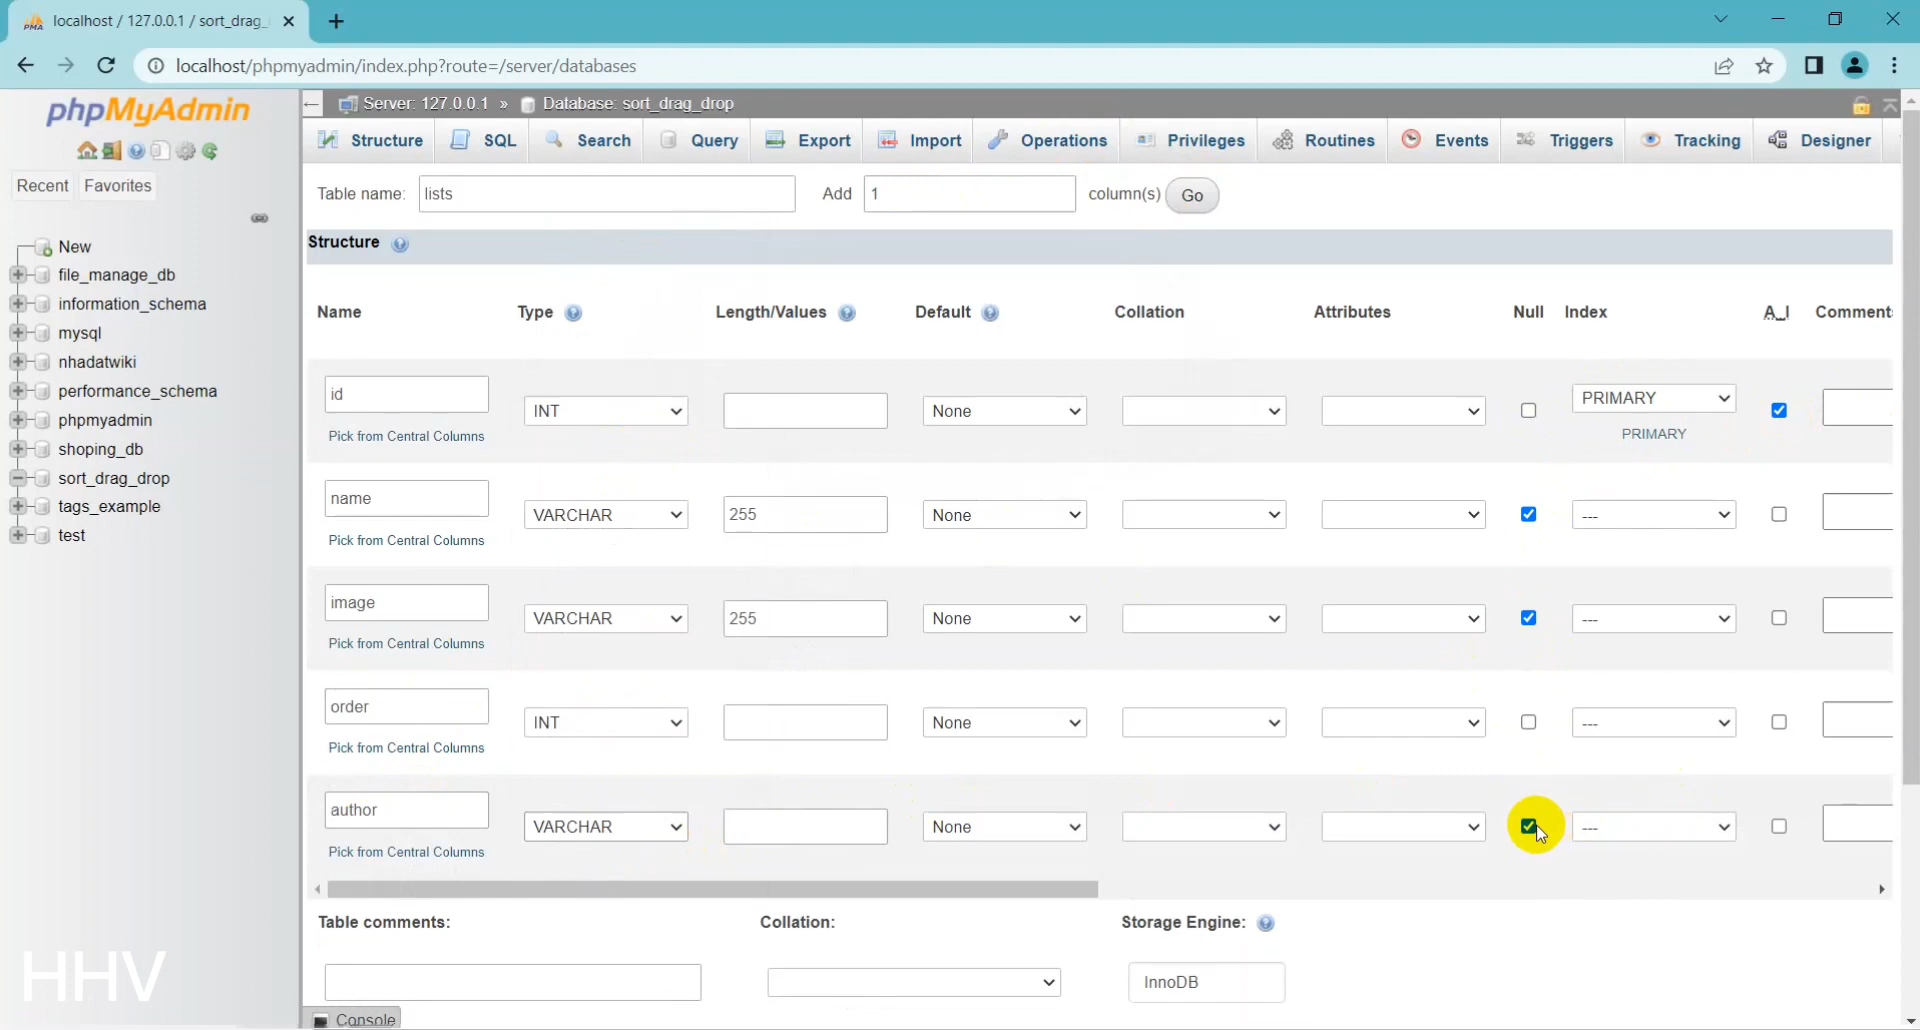 localhost / 127.0.0.1 / sort_drag_
localhost/phpmyadmin/index.php?route=/server/databases
phpMyAdmin
Recent Favorites
New
file_manage_db
information_schema
mysql
nhadatwiki
performance_schema
phpmyadmin
shoping_db
sort_drag_drop
tags_example
test
HHV
Server: 127.0.0.1 » Database: sort_drag_drop
Structure SQL Search Query Export Import Operations Privileges Routines Events Triggers Tracking Designer
Table name: lists Add 1 column(s) Go
Structure
Name Type Length/Values Default Collation Attributes Null Index A_I Comments
id INT None PRIMARY
Pick from Central Columns PRIMARY
name VARCHAR 255 None ---
Pick from Central Columns
image VARCHAR 255 None ---
Pick from Central Columns
order INT None ---
Pick from Central Columns
author VARCHAR None ---
Pick from Central Columns
Table comments: Collation: Storage Engine:
InnoDB
Console